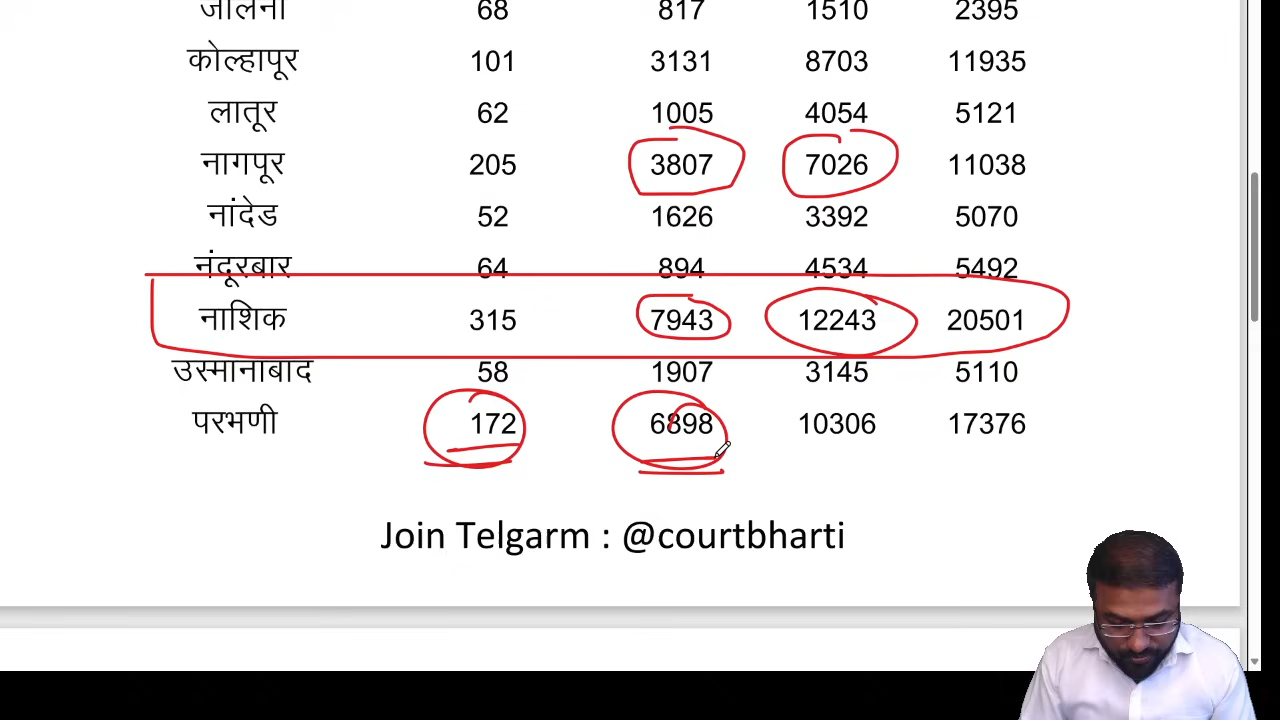 जालना 68 817 1510 2395
कोल्हापूर 101 3131 8703 11935
लातूर 62 1005 4054 5121
नागपूर 205 3807 7026 11038
नांदेड 52 1626 3392 5070
नंदूरबार 64 894 4534 5492
नाशिक 315 7943 12243 20501
उस्मानाबाद 58 1907 3145 5110
परभणी 172 6898 10306 17376
Join Telgarm : @courtbharti